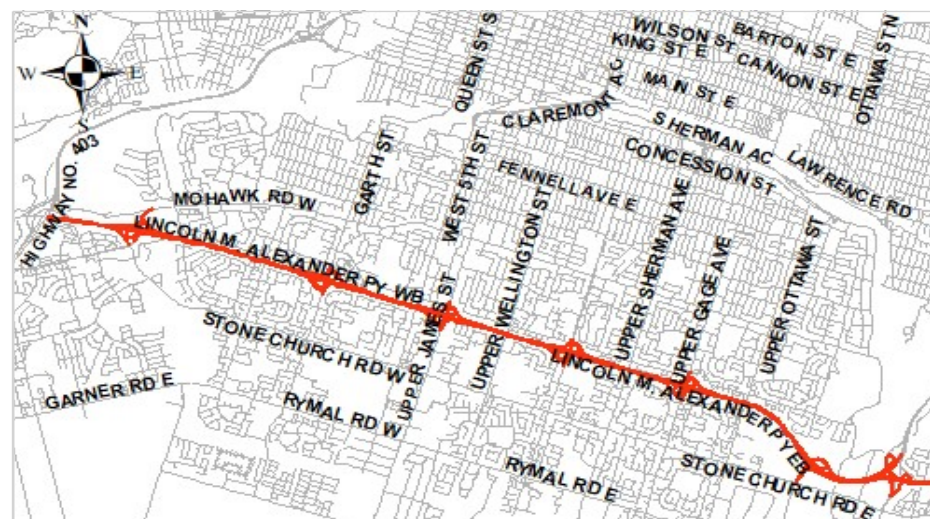 N
W
E
BARTON ST E
WILSON ST
CANNON ST E
KING ST E
OTTAWA ST N
QUEEN ST S
MAIN ST E
CLAREMONT AC
SHERMAN AC
LAWRENCE RD
CONCESSION ST
HIGHWAY NO. 403
GARTH ST
WEST 5TH ST
FENNELL AVE E
MOHAWK RD W
UPPER WELLINGTON ST
UPPER SHERMAN AVE
UPPER GAGE AVE
UPPER OTTAWA ST
LINCOLN M. ALEXANDER PY WB
UPPER JAMES ST
STONE CHURCH RD W
LINCOLN M. ALEXANDER PY EB
GARNER RD E
RYMAL RD W
RYMAL RD E
STONE CHURCH RD E